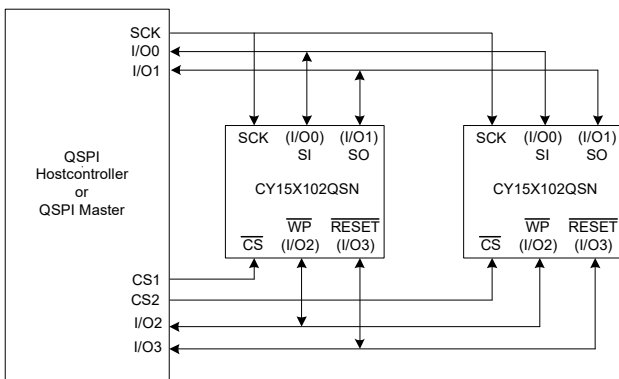 SCK
I/O0
I/O1
QSPI
Hostcontroller
or
QSPI Master
CS1
CS2
I/O2
I/O3
SCK (I/O0) (I/O1)
SI SO
CY15X102QSN
WP RESET
CS (I/O2) (I/O3)
SCK (I/O0) (I/O1)
SI SO
CY15X102QSN
WP RESET
CS (I/O2) (I/O3)